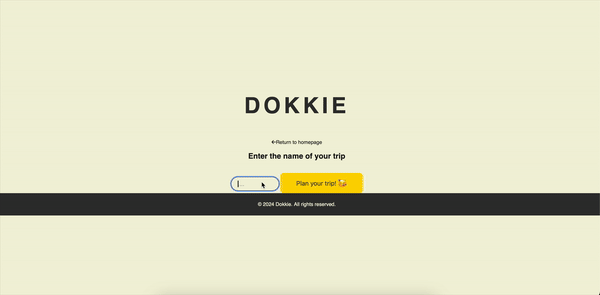 DOKKIE
←Return to homepage
Enter the name of your trip
Plan your trip!
© 2024 Dokkie. All rights reserved.